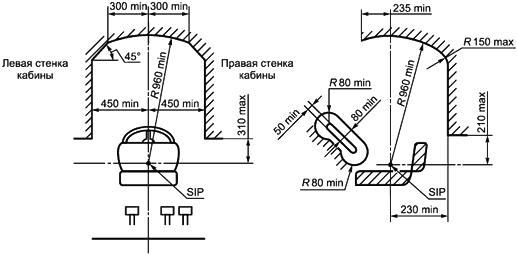 300 min 300 min
45°
R 960 min
Левая стенка
кабины
Правая стенка
кабины
450 min 450 min
310 max
SIP
235 min
R 150 max
R 960 min
R 80 min
50 min
80 min
R 80 min
210 max
SIP
230 min